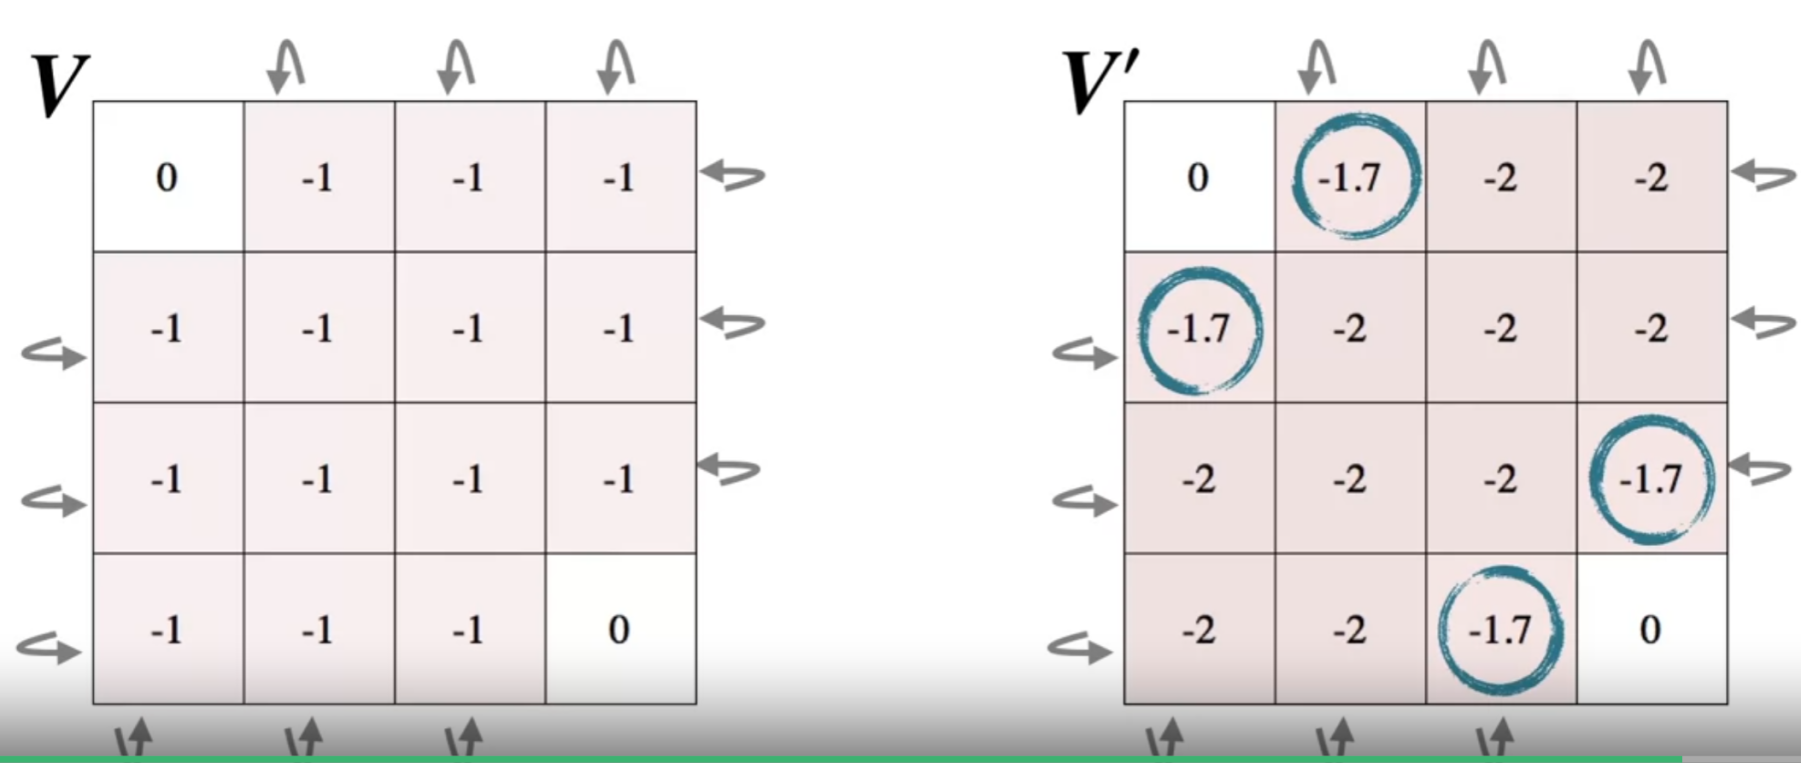 V
0 -1 -1 -1
-1 -1 -1 -1
-1 -1 -1 -1
-1 -1 -1 0
V′
0 -1.7 -2 -2
-1.7 -2 -2 -2
-2 -2 -2 -1.7
-2 -2 -1.7 0